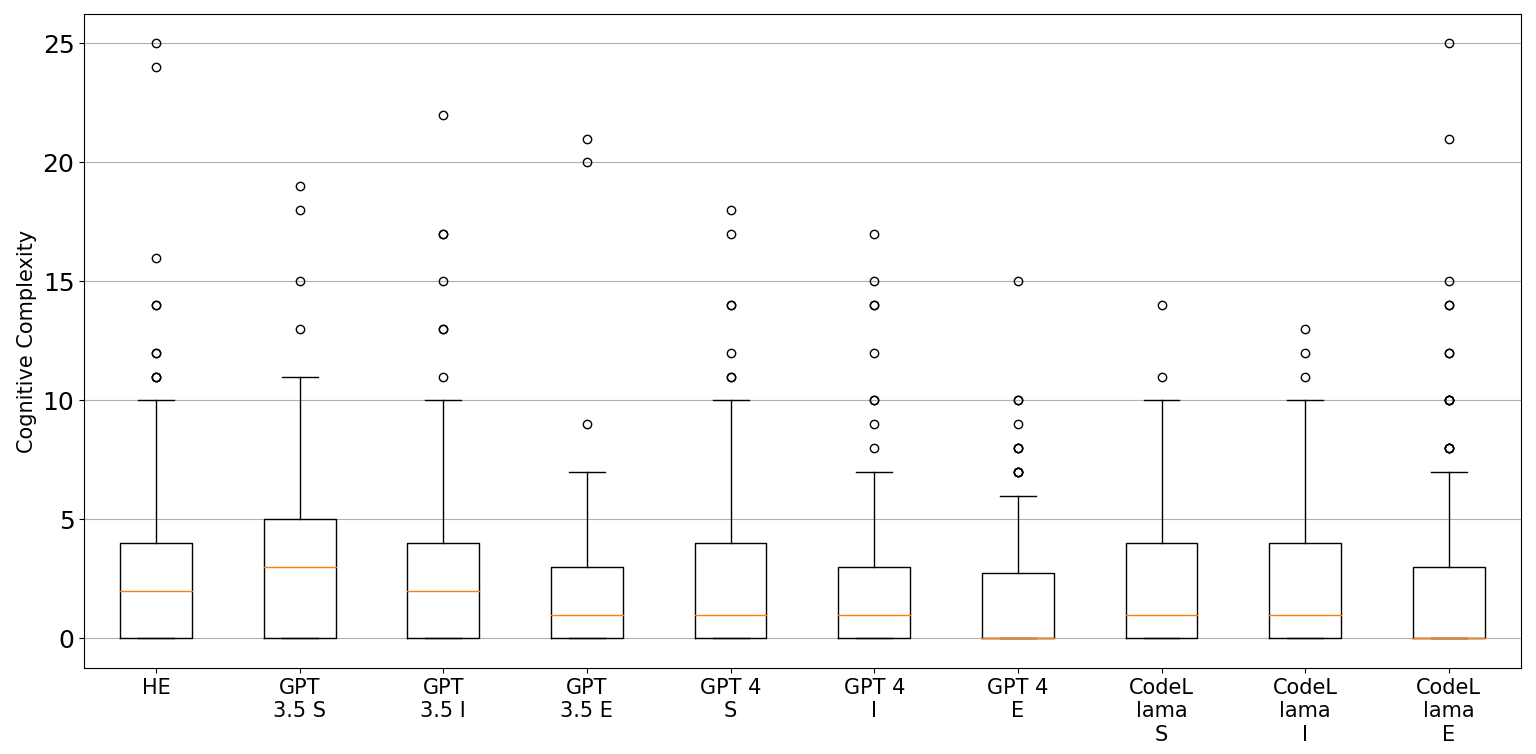 Cognitive Complexity
25
20
15
10
5
0
HE
GPT
3.5 S
GPT
3.5 I
GPT
3.5 E
GPT 4
S
GPT 4
I
GPT 4
E
CodeL
lama
S
CodeL
lama
I
CodeL
lama
E